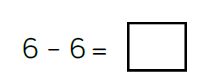 6 - 6 =